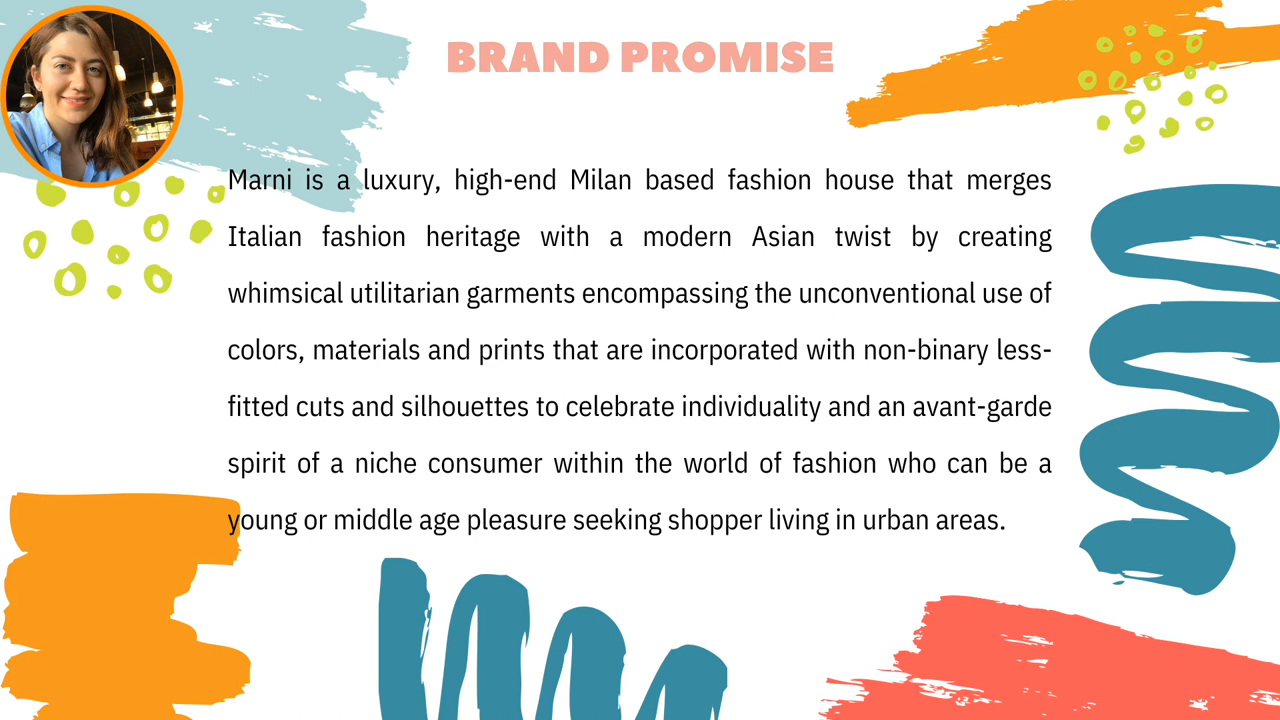 BRAND PROMISE
Marni is a luxury, high-end Milan based fashion house that merges
Italian fashion heritage with a modern Asian twist by creating
whimsical utilitarian garments encompassing the unconventional use of
colors, materials and prints that are incorporated with non-binary less-
fitted cuts and silhouettes to celebrate individuality and an avant-garde
spirit of a niche consumer within the world of fashion who can be a
young or middle age pleasure seeking shopper living in urban areas.